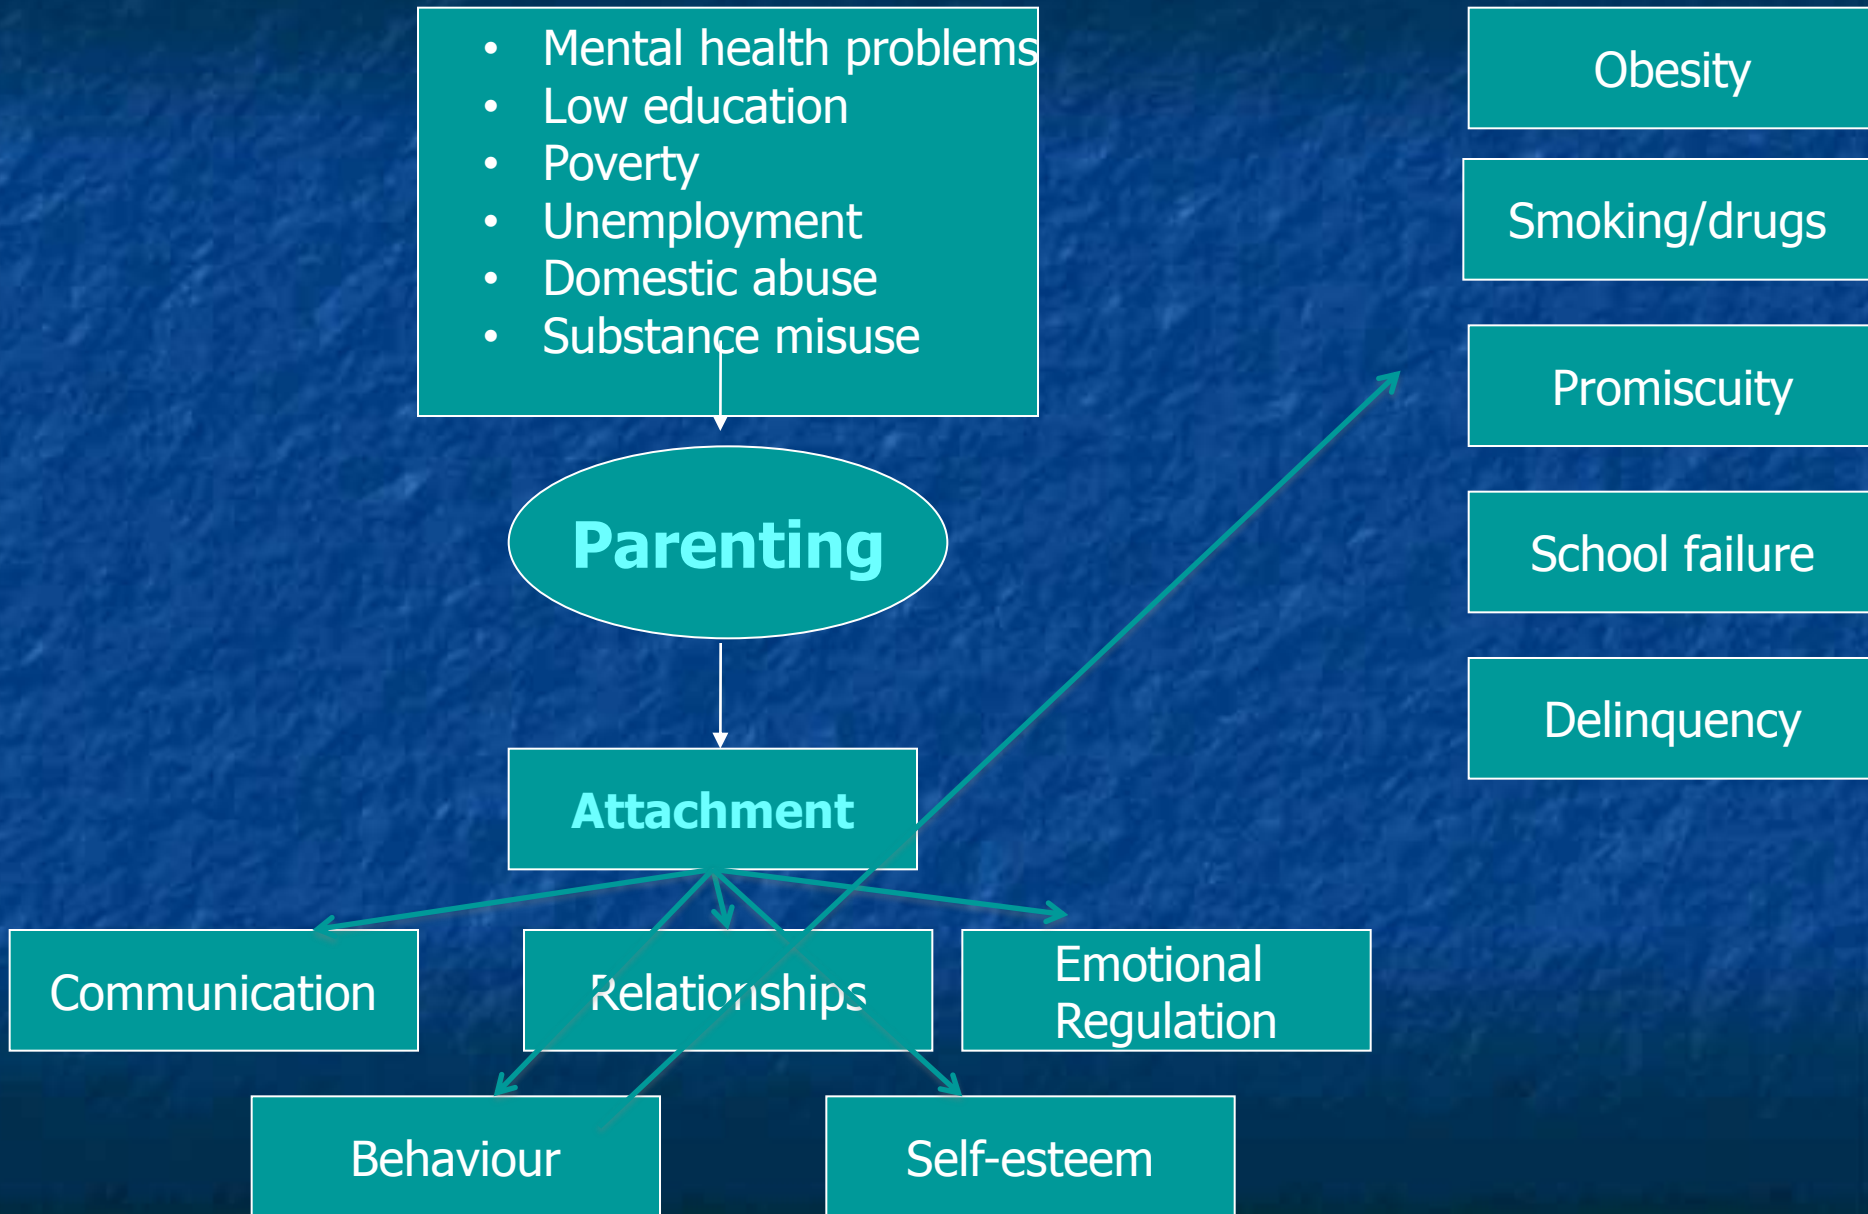 • Mental health problems
• Low education
• Poverty
• Unemployment
• Domestic abuse
• Substance misuse
Parenting
Attachment
Communication
Relationships
Emotional
Regulation
Behaviour
Self-esteem
Obesity
Smoking/drugs
Promiscuity
School failure
Delinquency